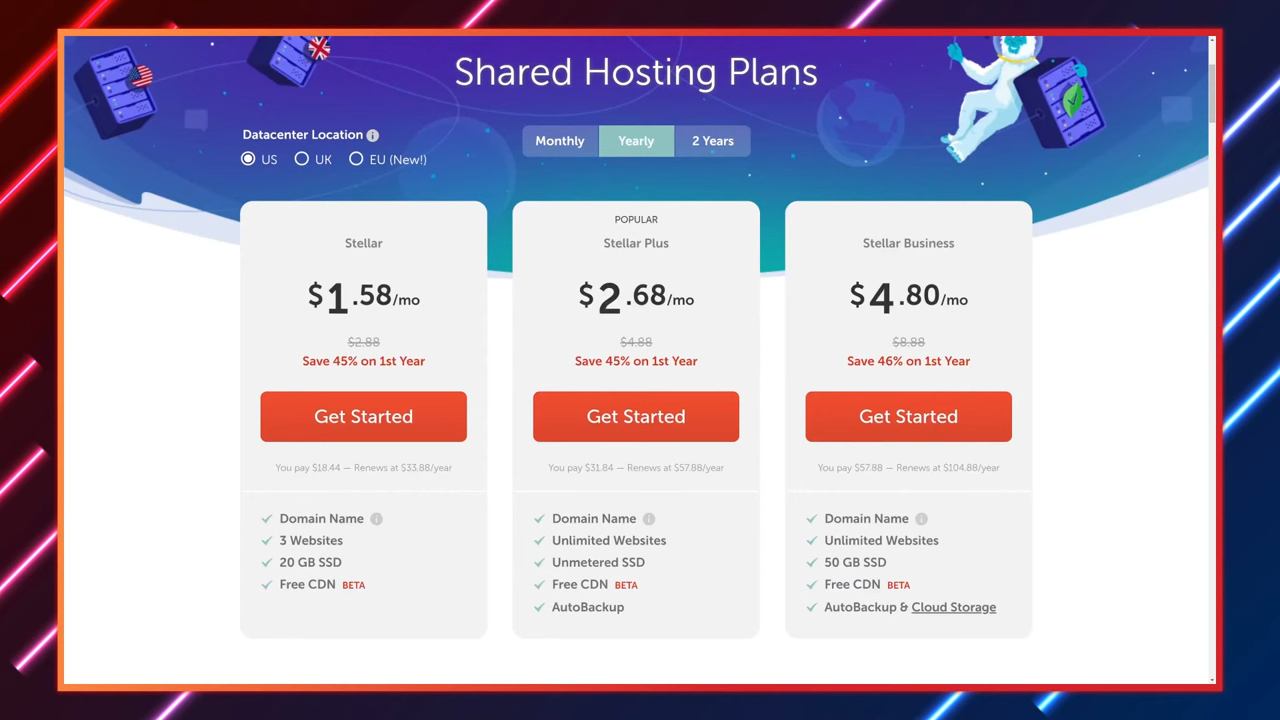 Shared Hosting Plans
Datacenter Location
US UK EU (New!)
Monthly Yearly 2 Years
Stellar
$1.58/mo
$2.88
Save 45% on 1st Year
Get Started
You pay $18.44 — Renews at $33.88/year
Domain Name
3 Websites
20 GB SSD
Free CDN BETA
POPULAR
Stellar Plus
$2.68/mo
$4.88
Save 45% on 1st Year
Get Started
You pay $31.84 — Renews at $57.88/year
Domain Name
Unlimited Websites
Unmetered SSD
Free CDN BETA
AutoBackup
Stellar Business
$4.80/mo
$8.88
Save 46% on 1st Year
Get Started
You pay $57.88 — Renews at $104.88/year
Domain Name
Unlimited Websites
50 GB SSD
Free CDN BETA
AutoBackup & Cloud Storage